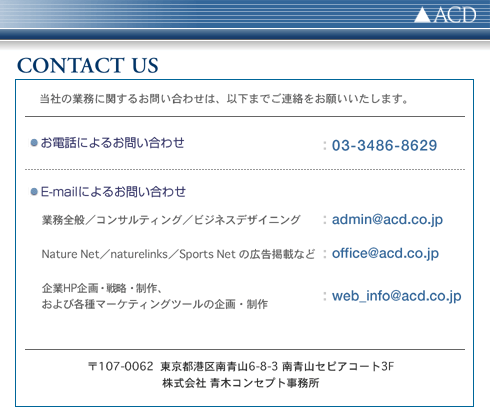 ACD
CONTACT US
当社の業務に関するお問い合わせは、以下までご連絡をお願いいたします。
お電話によるお問い合わせ : 03-3486-8629
E-mailによるお問い合わせ
業務全般／コンサルティング／ビジネスデザイニング : admin@acd.co.jp
Nature Net／naturelinks／Sports Net の広告掲載など : office@acd.co.jp
企業HP企画・戦略・制作、
および各種マーケティングツールの企画・制作 : web_info@acd.co.jp
〒107-0062 東京都港区南青山6-8-3 南青山セピアコート3F
株式会社 青木コンセプト事務所